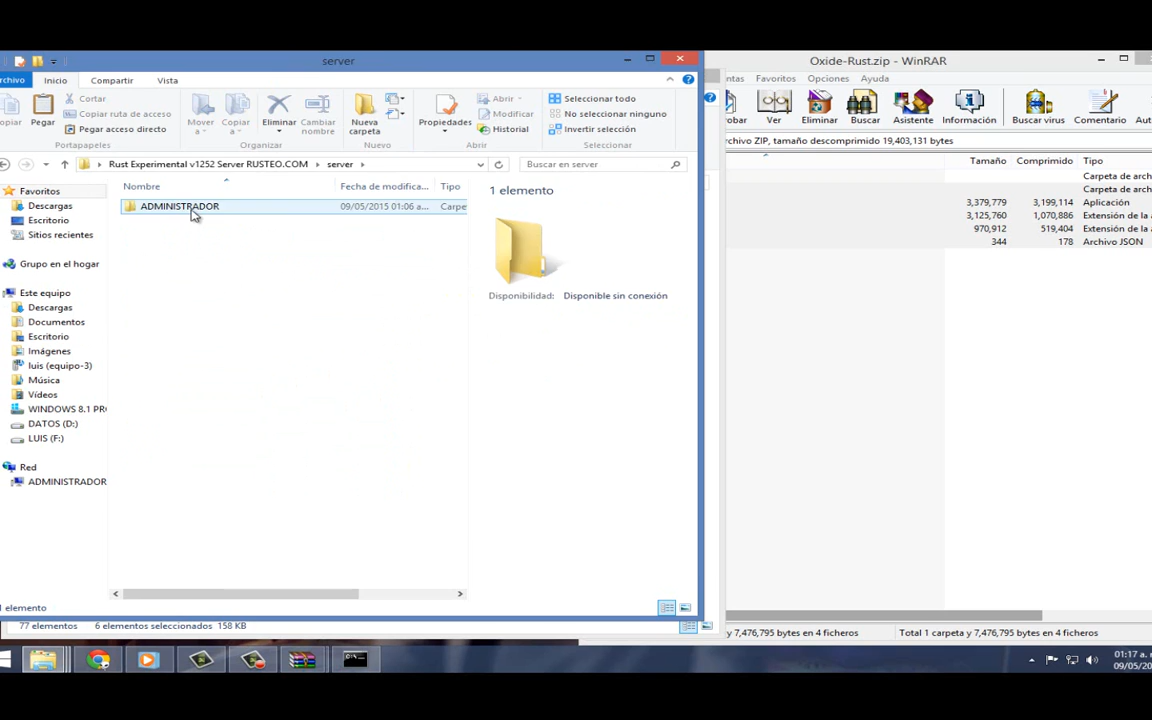 server
Oxide-Rust.zip - WinRAR
rchivo
Inicio
Compartir
Vista
ntas
Favoritos
Opciones
Ayuda
opiar
Pegar
Cortar
Copiar ruta de acceso
Pegar acceso directo
Portapapeles
Mover a
Copiar a
Eliminar
Cambiar nombre
Organizar
Nueva carpeta
Nuevo
Propiedades
Abrir
Modificar
Historial
Abrir
Seleccionar todo
Seleccionar ninguno
Invertir selección
Seleccionar
obar
Ver
Eliminar
Buscar
Asistente
Información
Buscar virus
Comentario
Aut
rchivo ZIP, tamaño descomprimido 19,403,131 bytes
Rust Experimental v1252 Server RUSTEO.COM
server
Buscar en server
Nombre
Fecha de modifica...
Tipo
ADMINISTRADOR
09/05/2015 01:06 a...
Carpe
1 elemento
Disponibilidad:
Disponible sin conexión
Favoritos
Descargas
Escritorio
Sitios recientes
Grupo en el hogar
Este equipo
Descargas
Documentos
Escritorio
Imágenes
luis (equipo-3)
Música
Vídeos
WINDOWS 8.1 PR
DATOS (D:)
LUIS (F:)
Red
ADMINISTRADOR
Tamaño
Comprimido
Tipo
Carpeta de arch
Carpeta de arch
3,379,779
3,199,114
Aplicación
3,125,760
1,070,886
Extensión de la a
970,912
519,404
Extensión de la a
344
178
Archivo JSON
elemento
77 elementos
6 elementos seleccionados
158 KB
y 7,476,795 bytes en 4 ficheros
Total 1 carpeta y 7,476,795 bytes en 4 ficheros
01:17 a.
09/05/20